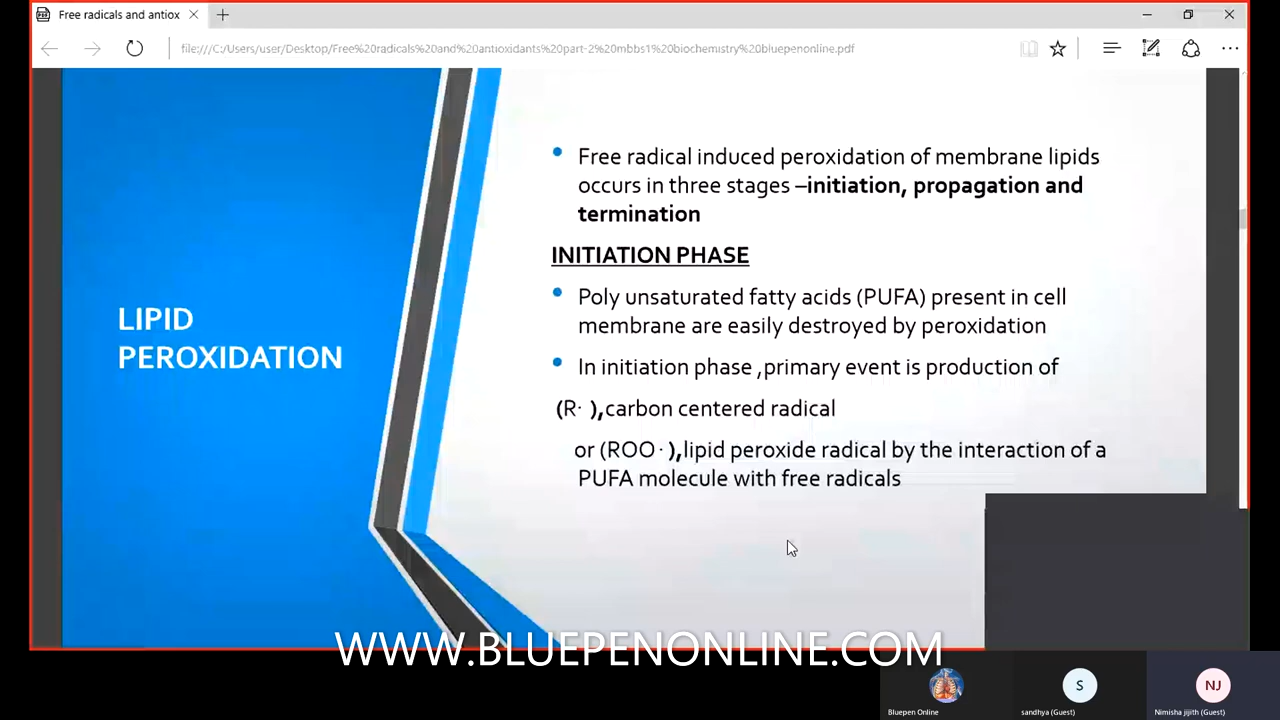 Free radicals and antiox
file:///C:/Users/user/Desktop/Free%20radicals%20and%20antioxidants%20part-2%20mbbs1%20biochemistry%20bluepenonline.pdf
LIPID
PEROXIDATION
Free radical induced peroxidation of membrane lipids
occurs in three stages –initiation, propagation and
termination
INITIATION PHASE
Poly unsaturated fatty acids (PUFA) present in cell
membrane are easily destroyed by peroxidation
In initiation phase ,primary event is production of
(R· ),carbon centered radical
or (ROO· ),lipid peroxide radical by the interaction of a
PUFA molecule with free radicals
WWW.BLUEPENONLINE.COM
S
NJ
Bluepen Online
sandhya (Guest)
Nimisha jijith (Guest)